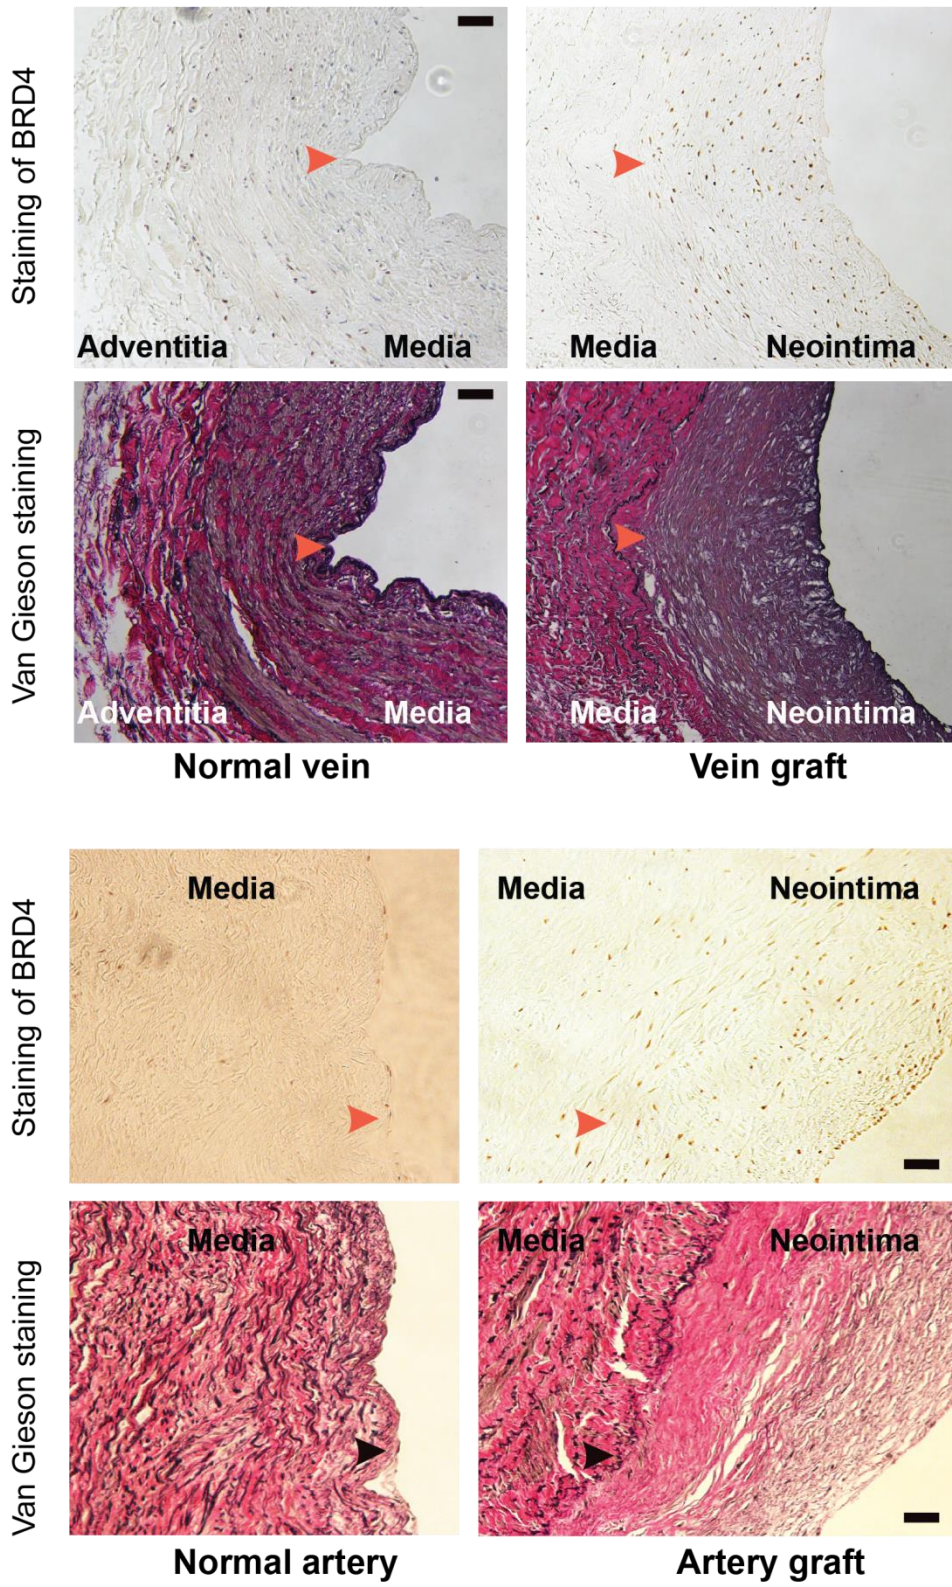 Staining of BRD4
Adventitia Media
Media Neointima
Van Gieson staining
Adventitia Media
Media Neointima
Normal vein
Vein graft
Staining of BRD4
Media
Media Neointima
Van Gieson staining
Media
Media Neointima
Normal artery
Artery graft